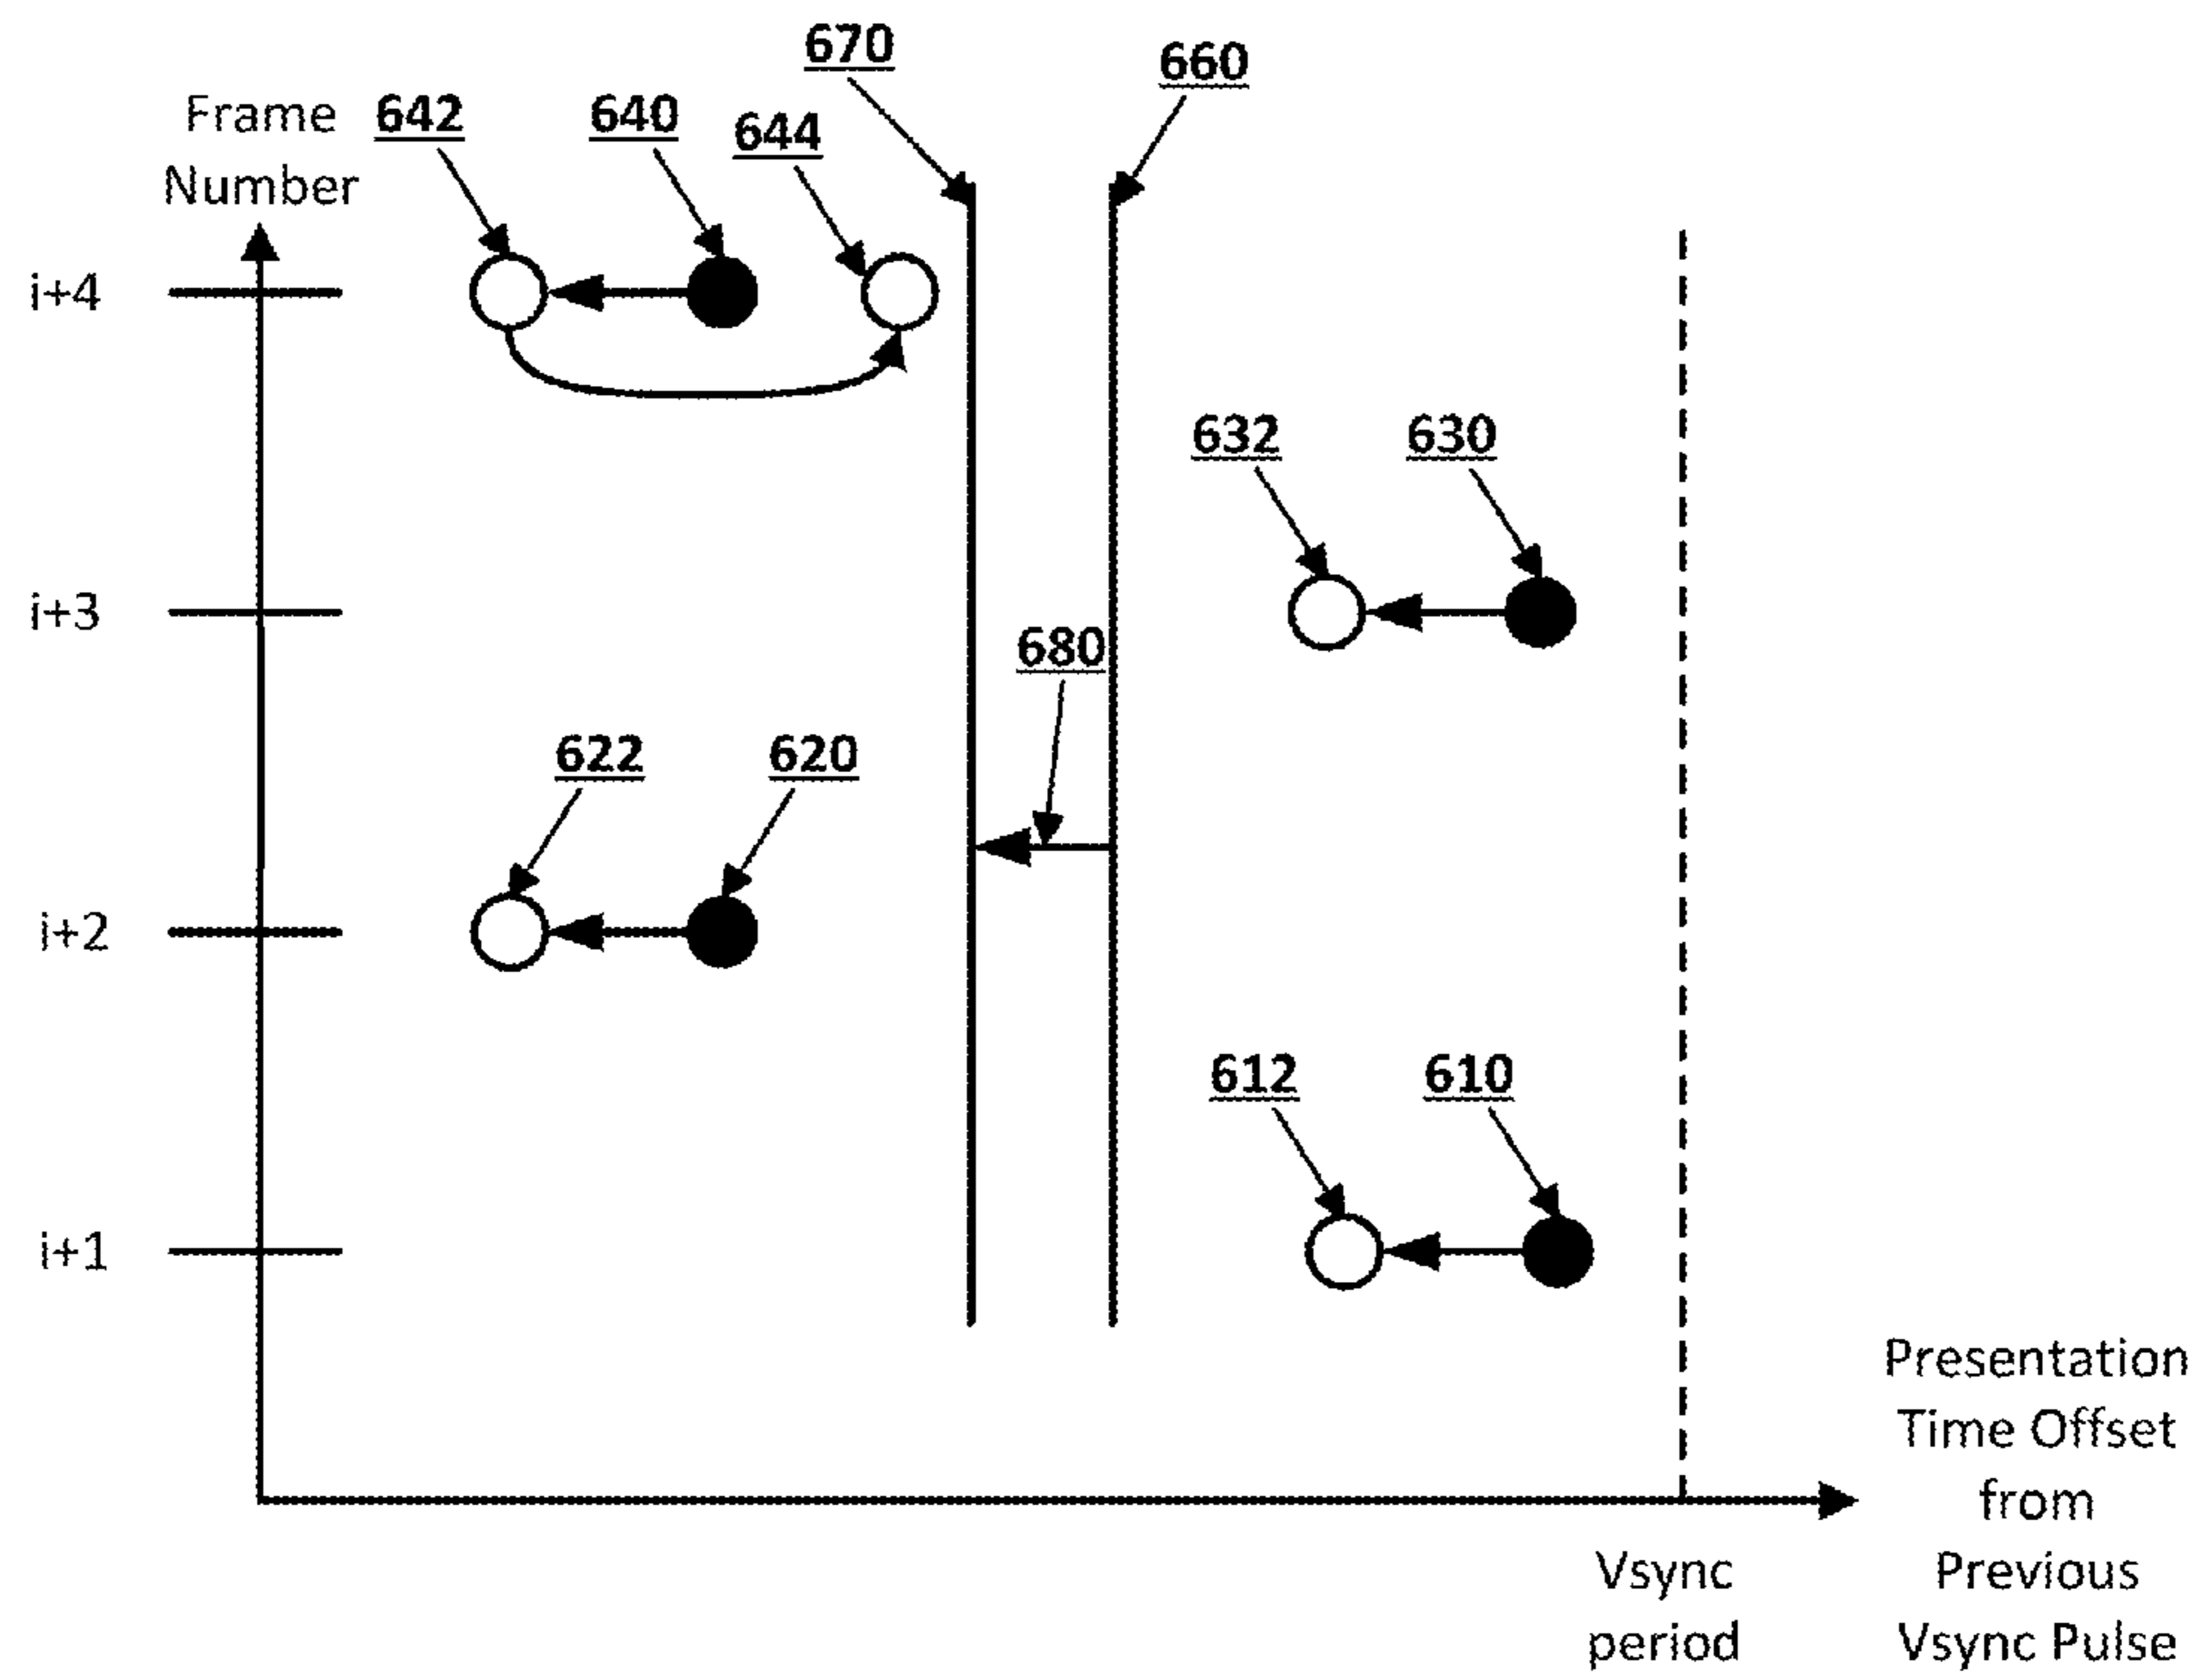 670
660
Frame
Number
642
640
644
i+4
632
630
i+3
680
622
620
i+2
612
610
i+1
Presentation
Time Offset
from
Previous
Vsync Pulse
Vsync
period